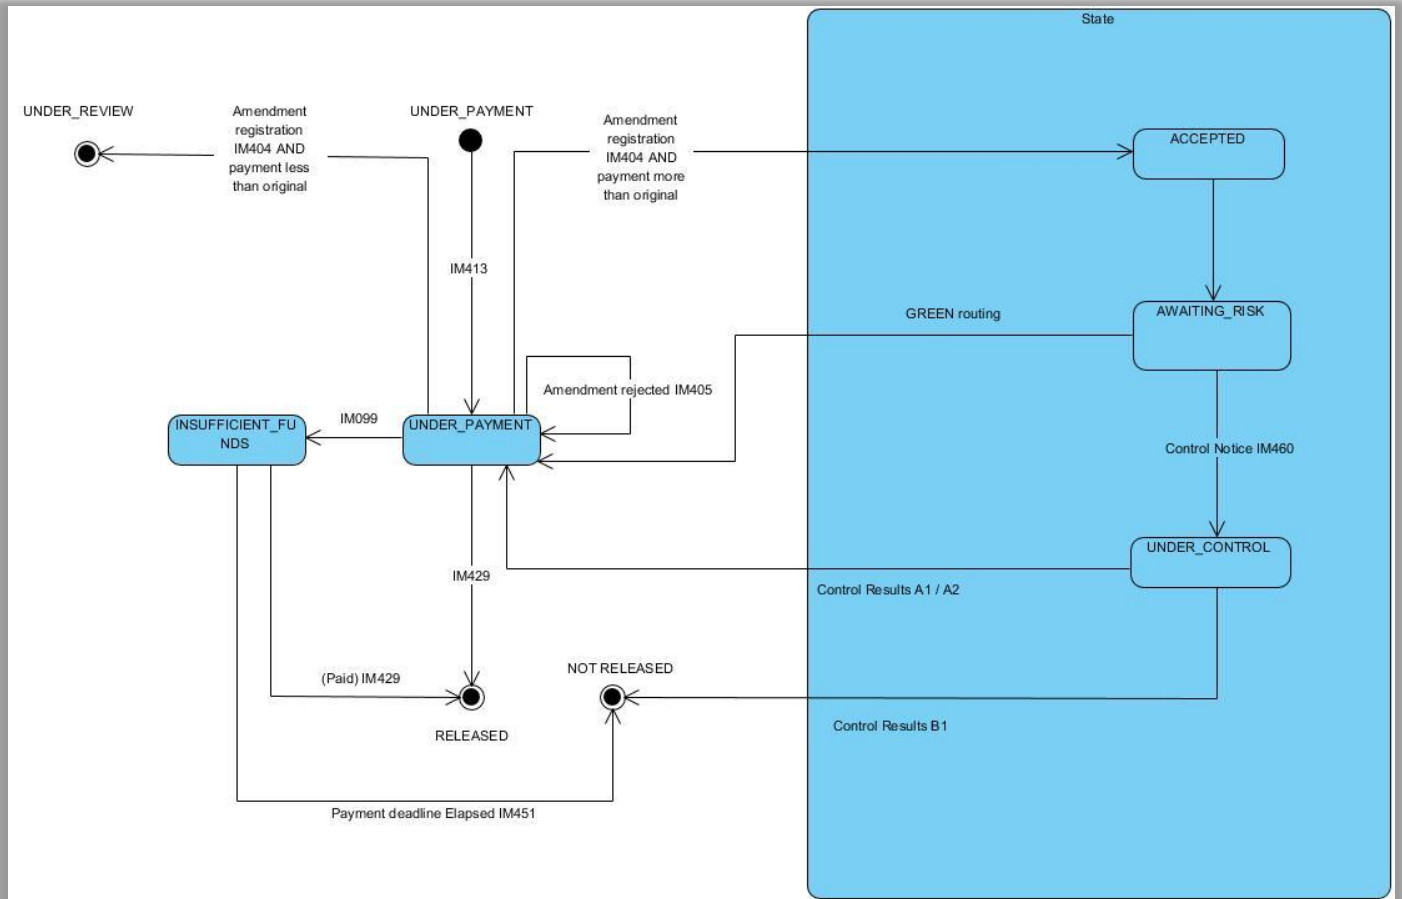 State
UNDER_REVIEW
Amendment
registration
IM404 AND
payment less
than original
UNDER_PAYMENT
Amendment
registration
IM404 AND
payment more
than original
ACCEPTED
IM413
GREEN routing
AWAITING_RISK
Amendment rejected IM405
INSUFFICIENT_FU
NDS
IM099
UNDER_PAYMENT
Control Notice IM460
UNDER_CONTROL
IM429
Control Results A1 / A2
NOT RELEASED
(Paid) IM429
RELEASED
Control Results B1
Payment deadline Elapsed IM451